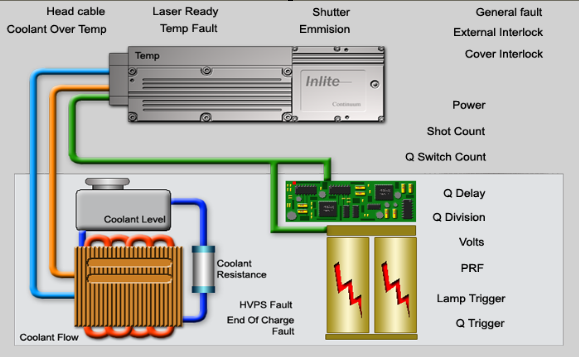 Head cable
Laser Ready
Shutter
General fault
Coolant Over Temp
Temp Fault
Emmision
External Interlock
Cover Interlock
Temp
Inlite
Continuum
Power
Shot Count
Q Switch Count
Q Delay
Q Division
Volts
PRF
Lamp Trigger
Q Trigger
Coolant Level
Coolant
Resistance
HVPS Fault
End Of Charge
Fault
Coolant Flow